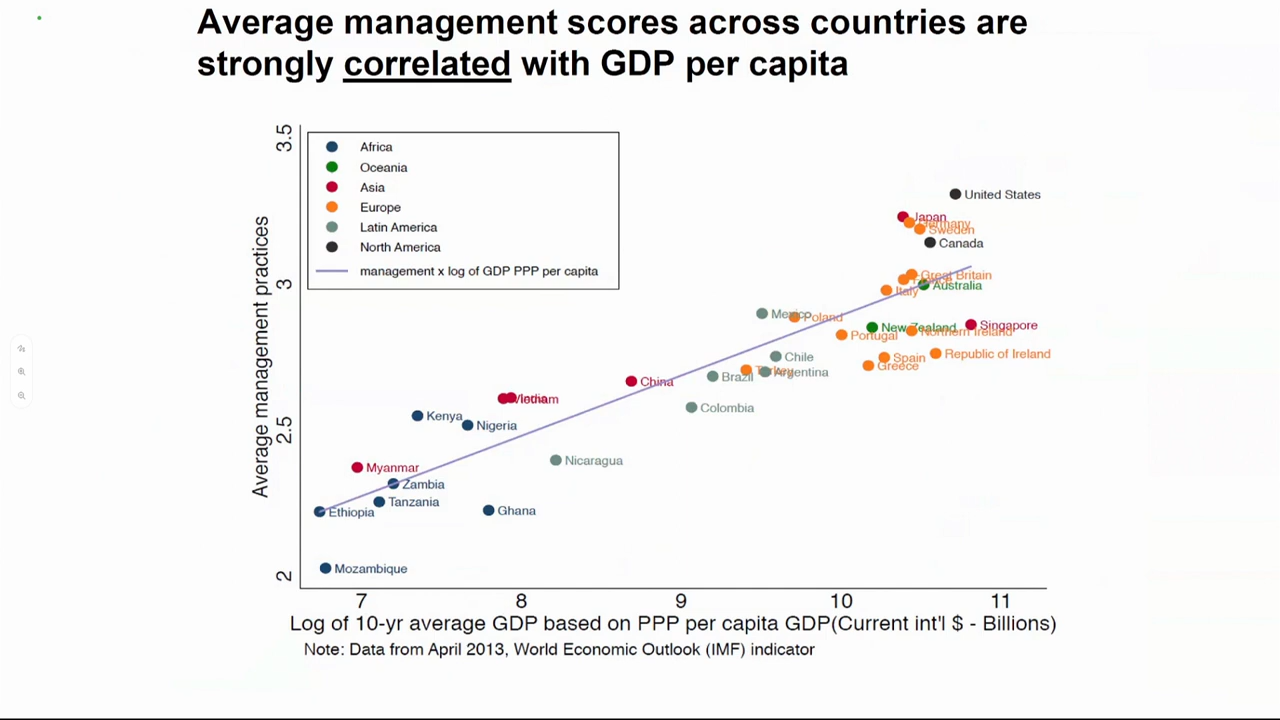 Average management scores across countries are
strongly correlated with GDP per capita
3.5
3
2.5
2
Average management practices
Africa
Oceania
Asia
Europe
Latin America
North America
management x log of GDP PPP per capita
United States
Japan
Germany
Sweden
Canada
Great Britain
Italy
Australia
Mexico
Poland
New Zealand
Northern Ireland
Singapore
Portugal
Chile
Spain
Republic of Ireland
Greece
Turkey
Argentina
Brazil
China
Vietnam
India
Colombia
Kenya
Nigeria
Nicaragua
Myanmar
Zambia
Tanzania
Ethiopia
Ghana
Mozambique
7 8 9 10 11
Log of 10-yr average GDP based on PPP per capita GDP(Current int'l $ - Billions)
Note: Data from April 2013, World Economic Outlook (IMF) indicator